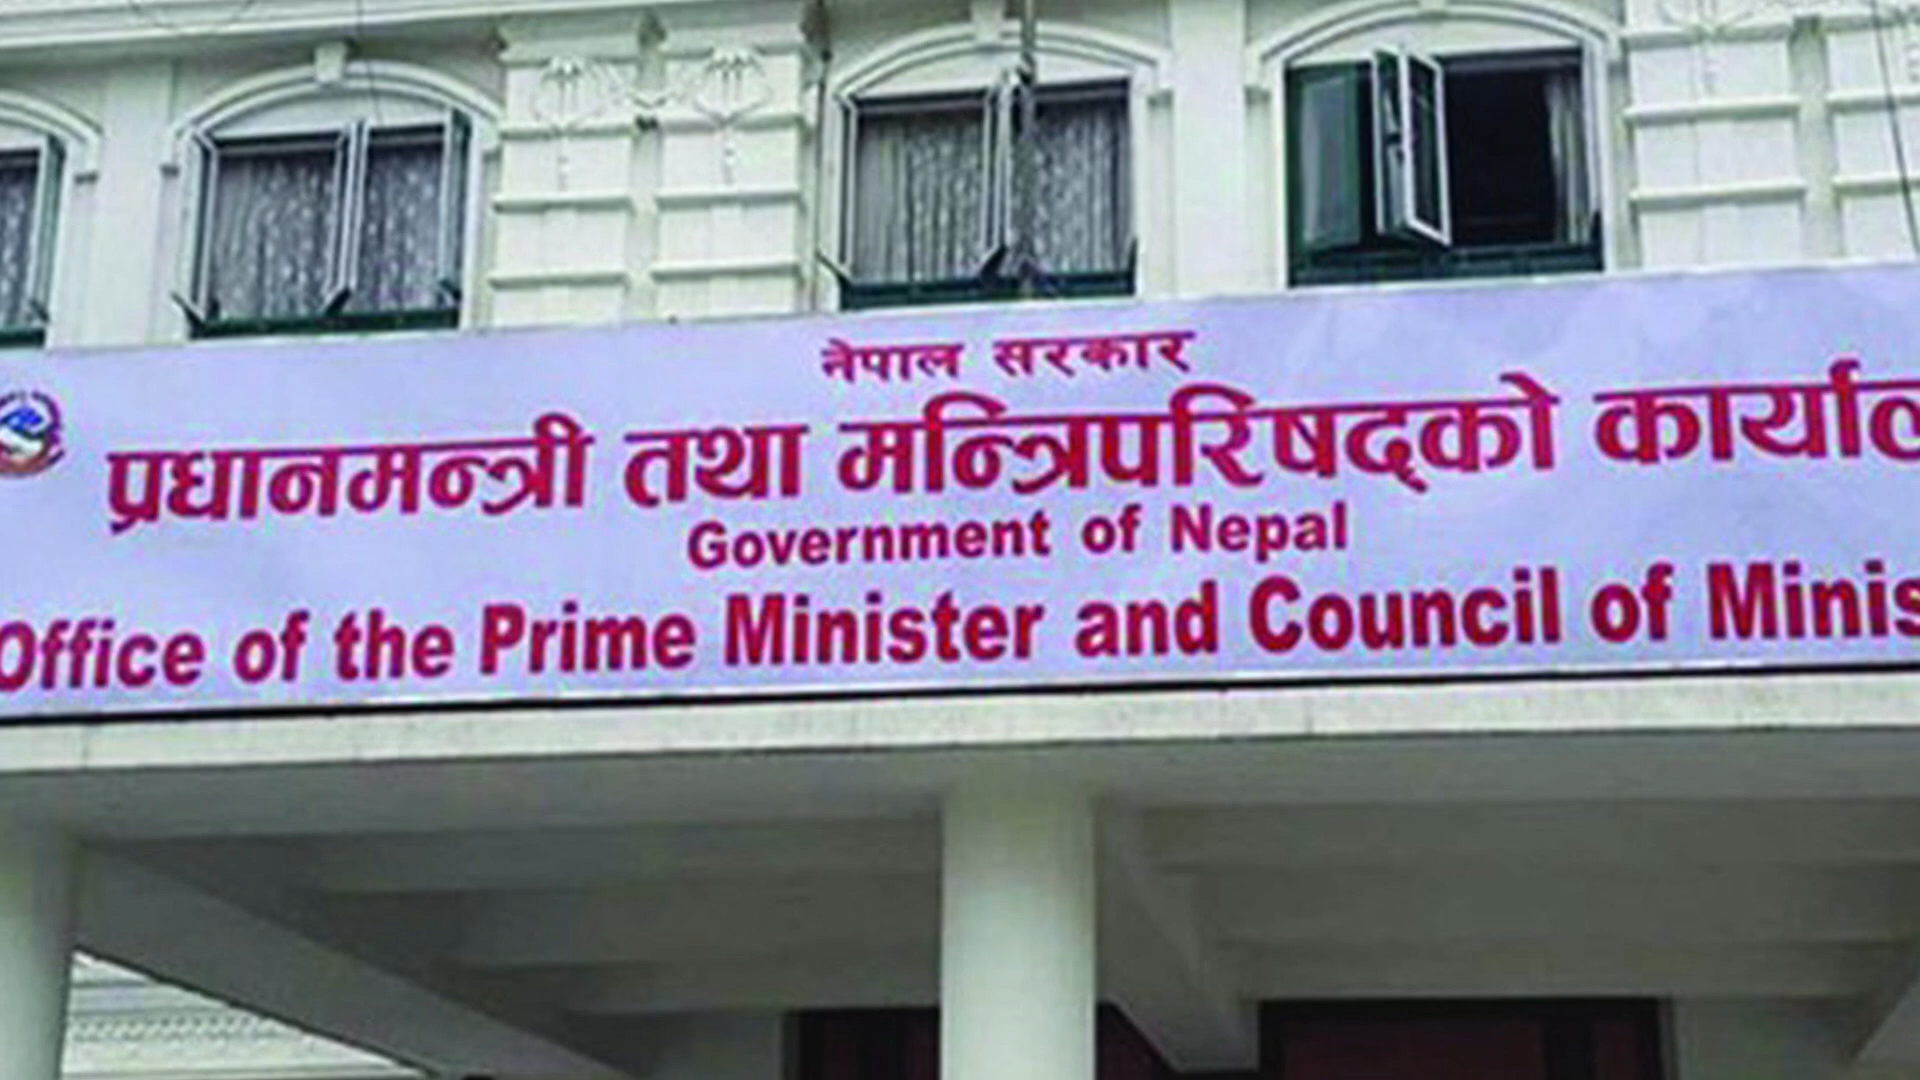 नेपाल सरकार
प्रधानमन्त्री तथा मन्त्रिपरिषद्को
Government of Nepal
Office of the Prime Minister and Council of